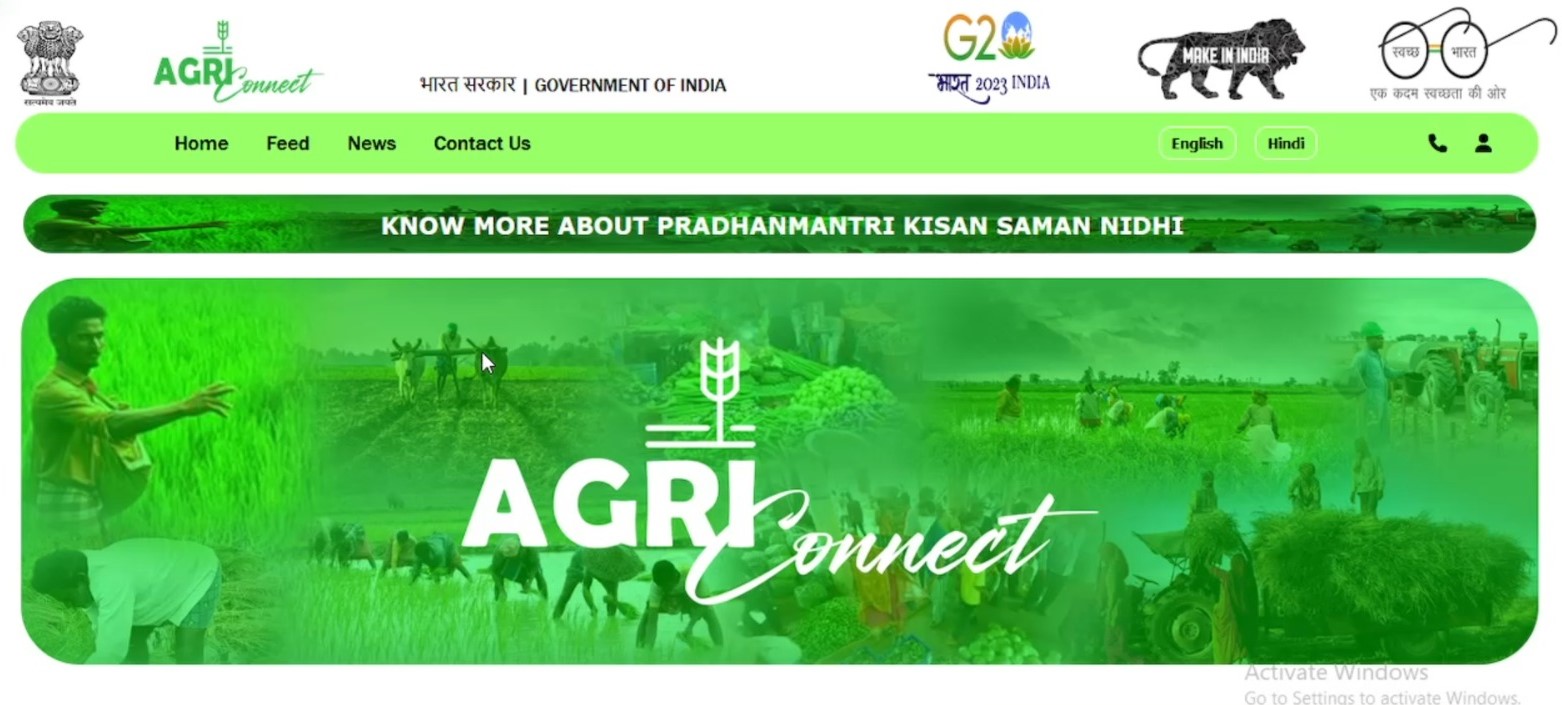 सत्यमेव जयते
AGRI Connect
भारत सरकार | GOVERNMENT OF INDIA
G20
भारत 2023 INDIA
MAKE IN INDIA
स्वच्छ भारत
एक कदम स्वच्छता की ओर
Home Feed News Contact Us English Hindi
KNOW MORE ABOUT PRADHANMANTRI KISAN SAMAN NIDHI
AGRI
Connect
Activate Windows
Go to Settings to activate Windows.